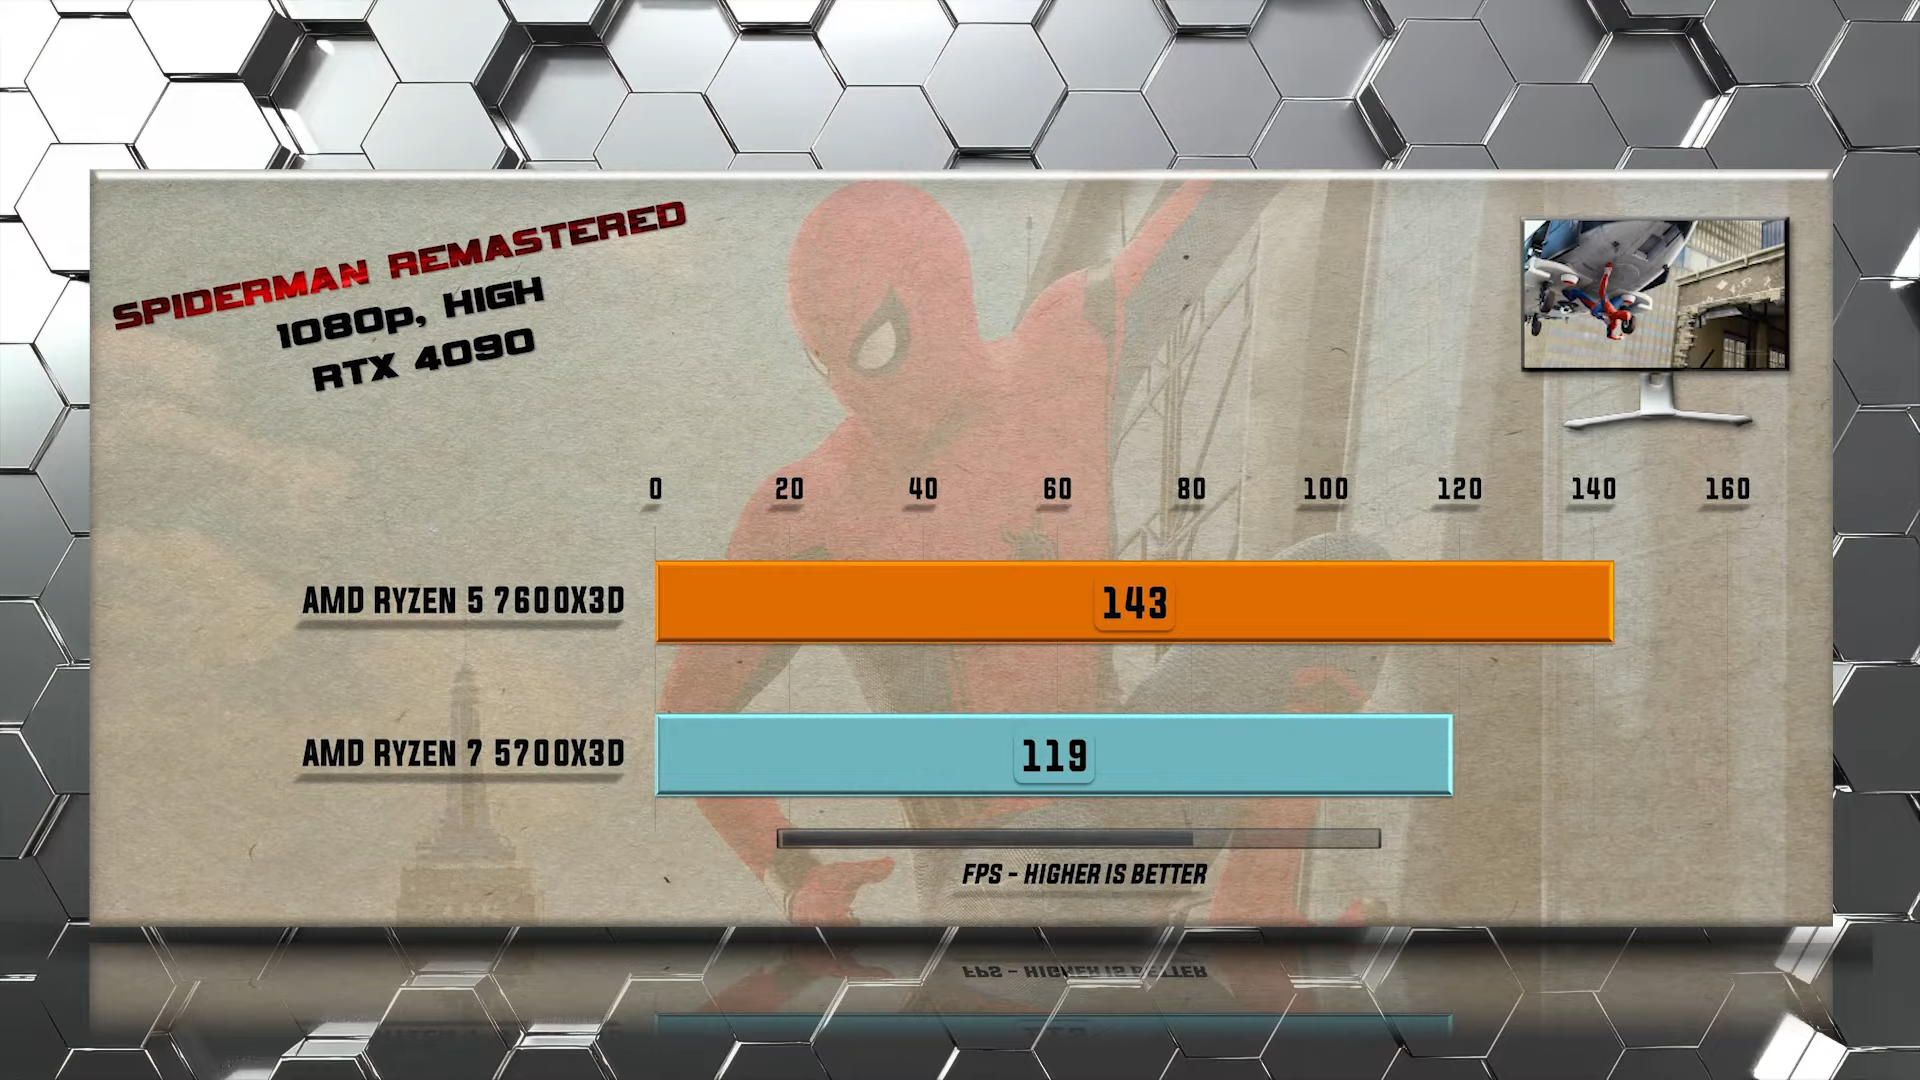 SPIDERMAN REMASTERED
1080p, HIGH
RTX 4090
0 20 40 60 80 100 120 140 160
AMD RYZEN 5 7600X3D 143
AMD RYZEN 7 5700X3D 119
FPS - HIGHER IS BETTER